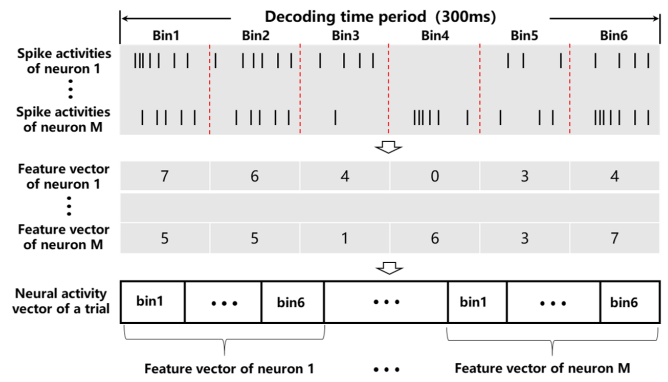 Decoding time period (300ms)
Bin1 Bin2 Bin3 Bin4 Bin5 Bin6
Spike activities
of neuron 1
Spike activities
of neuron M
Feature vector
of neuron 1
7 6 4 0 3 4
Feature vector
of neuron M
5 5 1 6 3 7
Neural activity
vector of a trial
bin1 • • • bin6 • • • bin1 • • • bin6
Feature vector of neuron 1 • • • Feature vector of neuron M